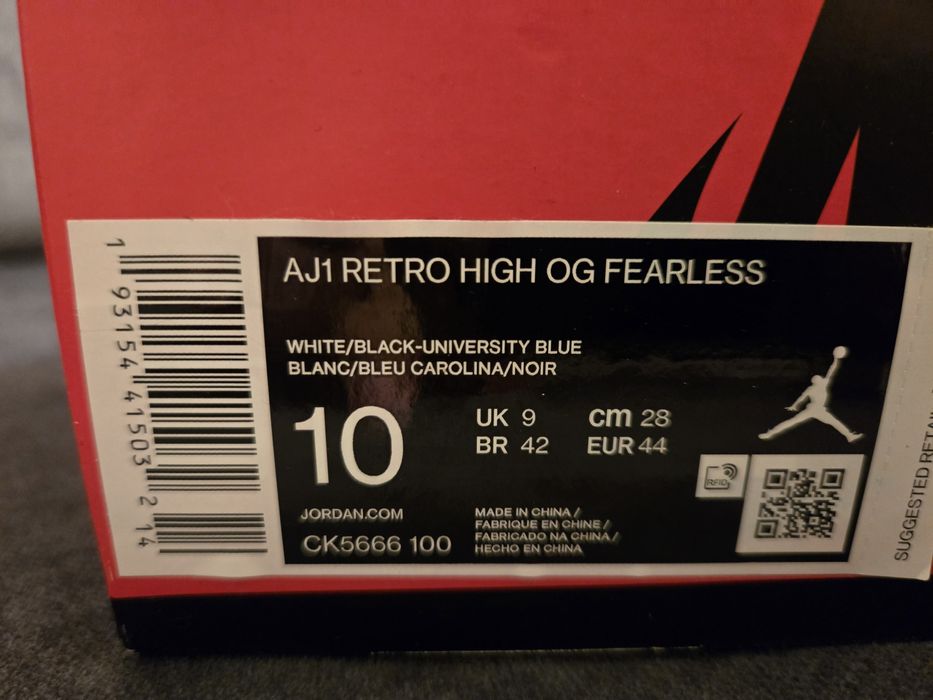 AJ1 RETRO HIGH OG FEARLESS
WHITE/BLACK-UNIVERSITY BLUE
BLANC/BLEU CAROLINA/NOIR
10
UK 9 cm 28
BR 42 EUR 44
JORDAN.COM
CK5666 100
MADE IN CHINA /
FABRIQUE EN CHINE /
FABRICADO NA CHINA /
HECHO EN CHINA
RFID
1 93154 41503 2 14
SUGGESTED RETAIL